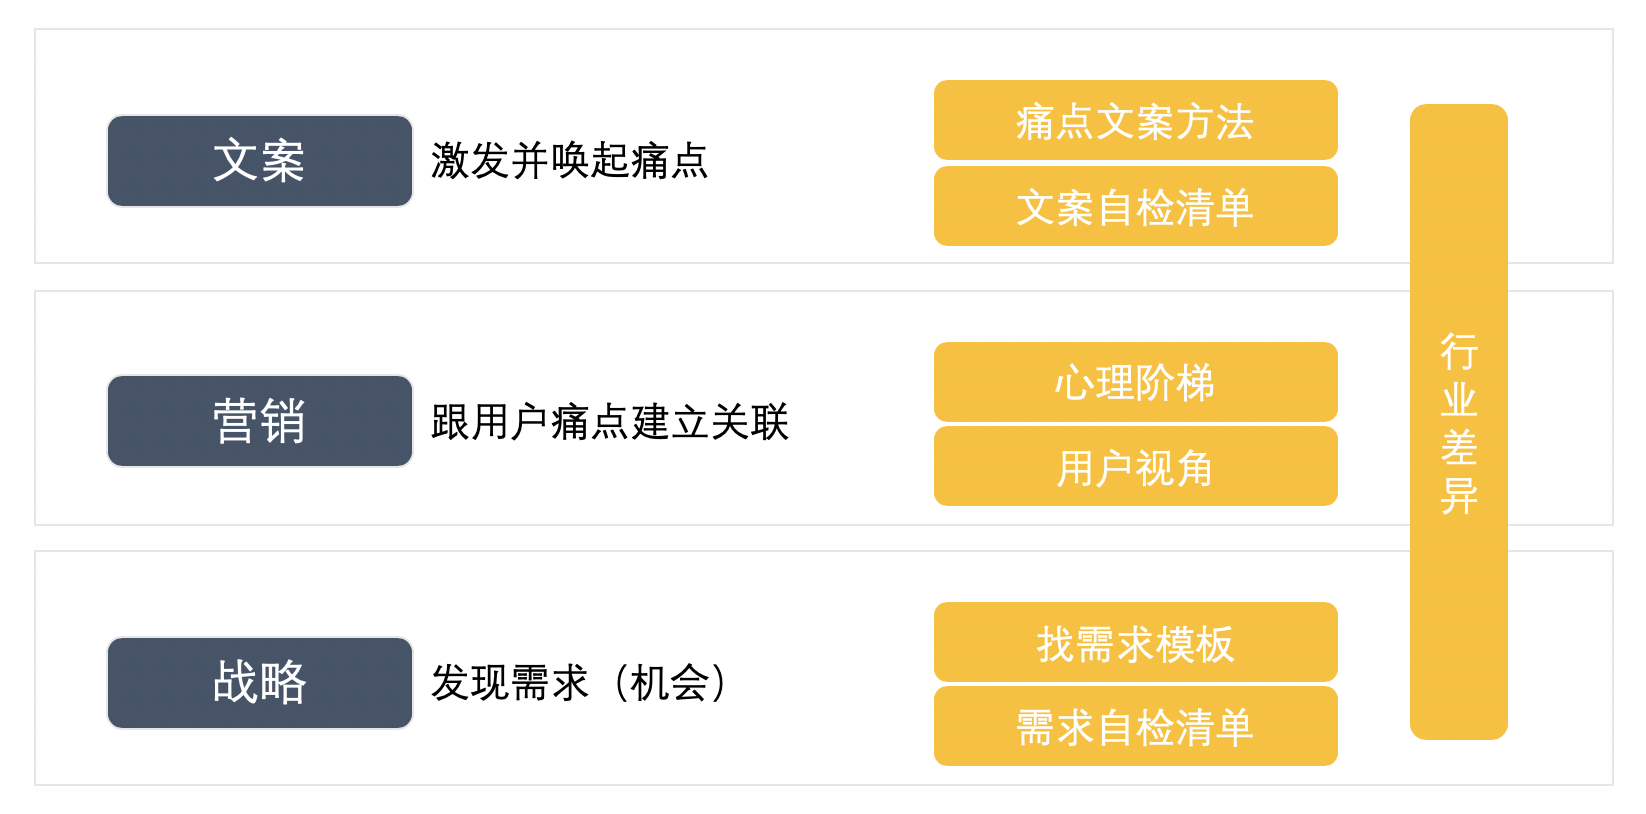 文案
激发并唤起痛点
痛点文案方法
文案自检清单
营销
跟用户痛点建立关联
心理阶梯
用户视角
战略
发现需求（机会）
找需求模板
需求自检清单
行业差异